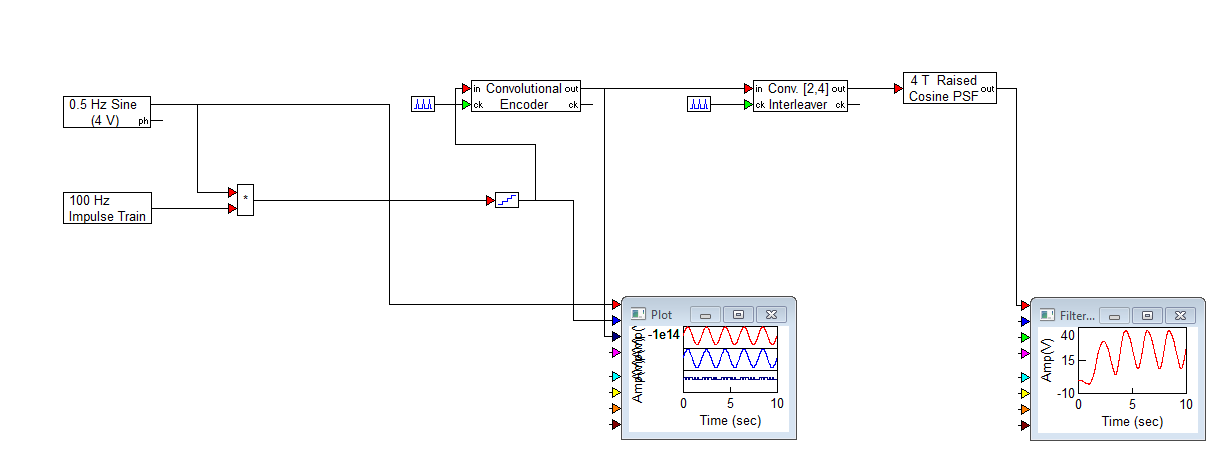 0.5 Hz Sine
(4 V)
ph
100 Hz
Impulse Train
*
in Convolutional out
ck Encoder ck
in Conv. [2,4] out
ck Interleaver ck
4 T Raised
Cosine PSF out
Plot
-1e14
0 5 10
Time (sec)
Filter...
Amp(V)
40
15
-10
0 5 10
Time (sec)